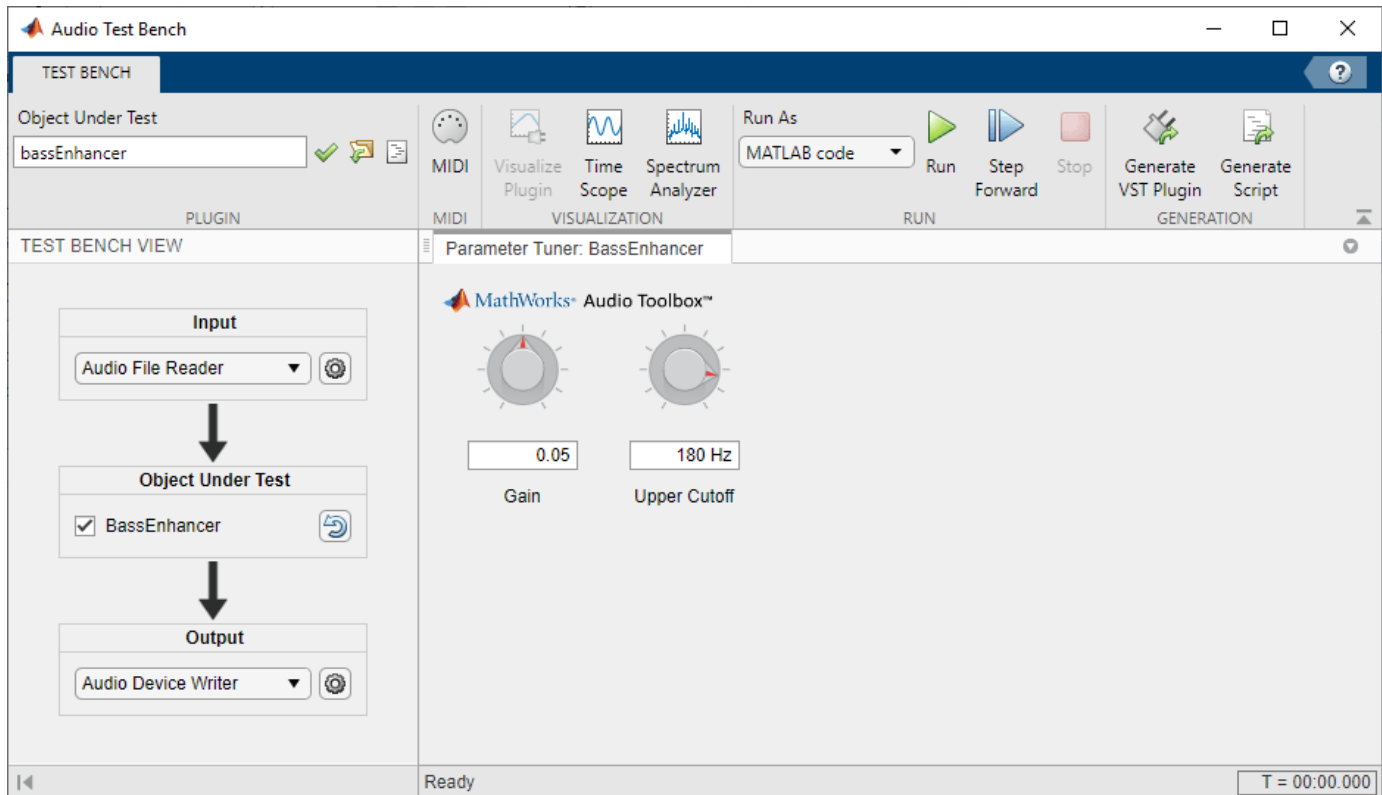 Audio Test Bench
TEST BENCH
?
Object Under Test
bassEnhancer
PLUGIN
MIDI
MIDI
Visualize Plugin
Time Scope
Spectrum Analyzer
VISUALIZATION
Run As
MATLAB code
Run
Step Forward
Stop
RUN
Generate VST Plugin
Generate Script
GENERATION
TEST BENCH VIEW
Input
Audio File Reader
Object Under Test
BassEnhancer
Output
Audio Device Writer
Parameter Tuner: BassEnhancer
MathWorks® Audio Toolbox™
0.05
180 Hz
Gain
Upper Cutoff
Ready
T = 00:00.000